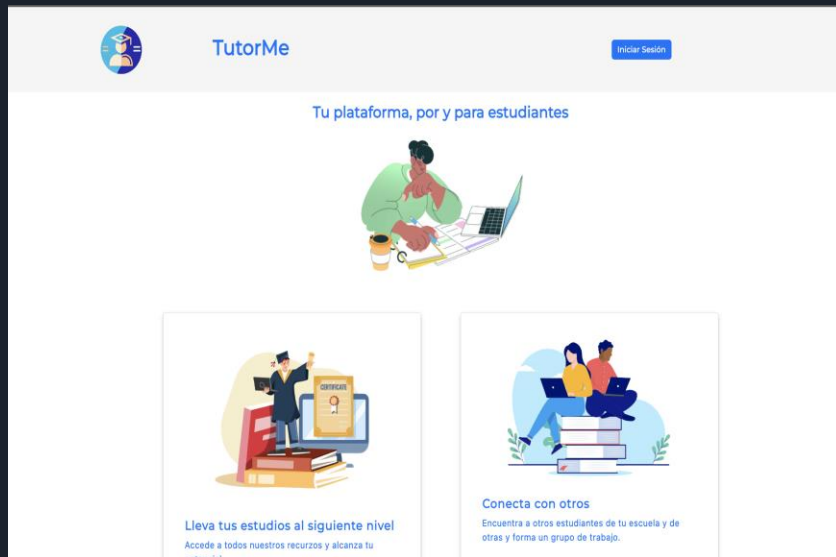 TutorMe
Iniciar Sesión
Tu plataforma, por y para estudiantes
CERTIFICATE
Lleva tus estudios al siguiente nivel
Accede a todos nuestros recurzos y alcanza tu
Conecta con otros
Encuentra a otros estudiantes de tu escuela y de
otras y forma un grupo de trabajo.